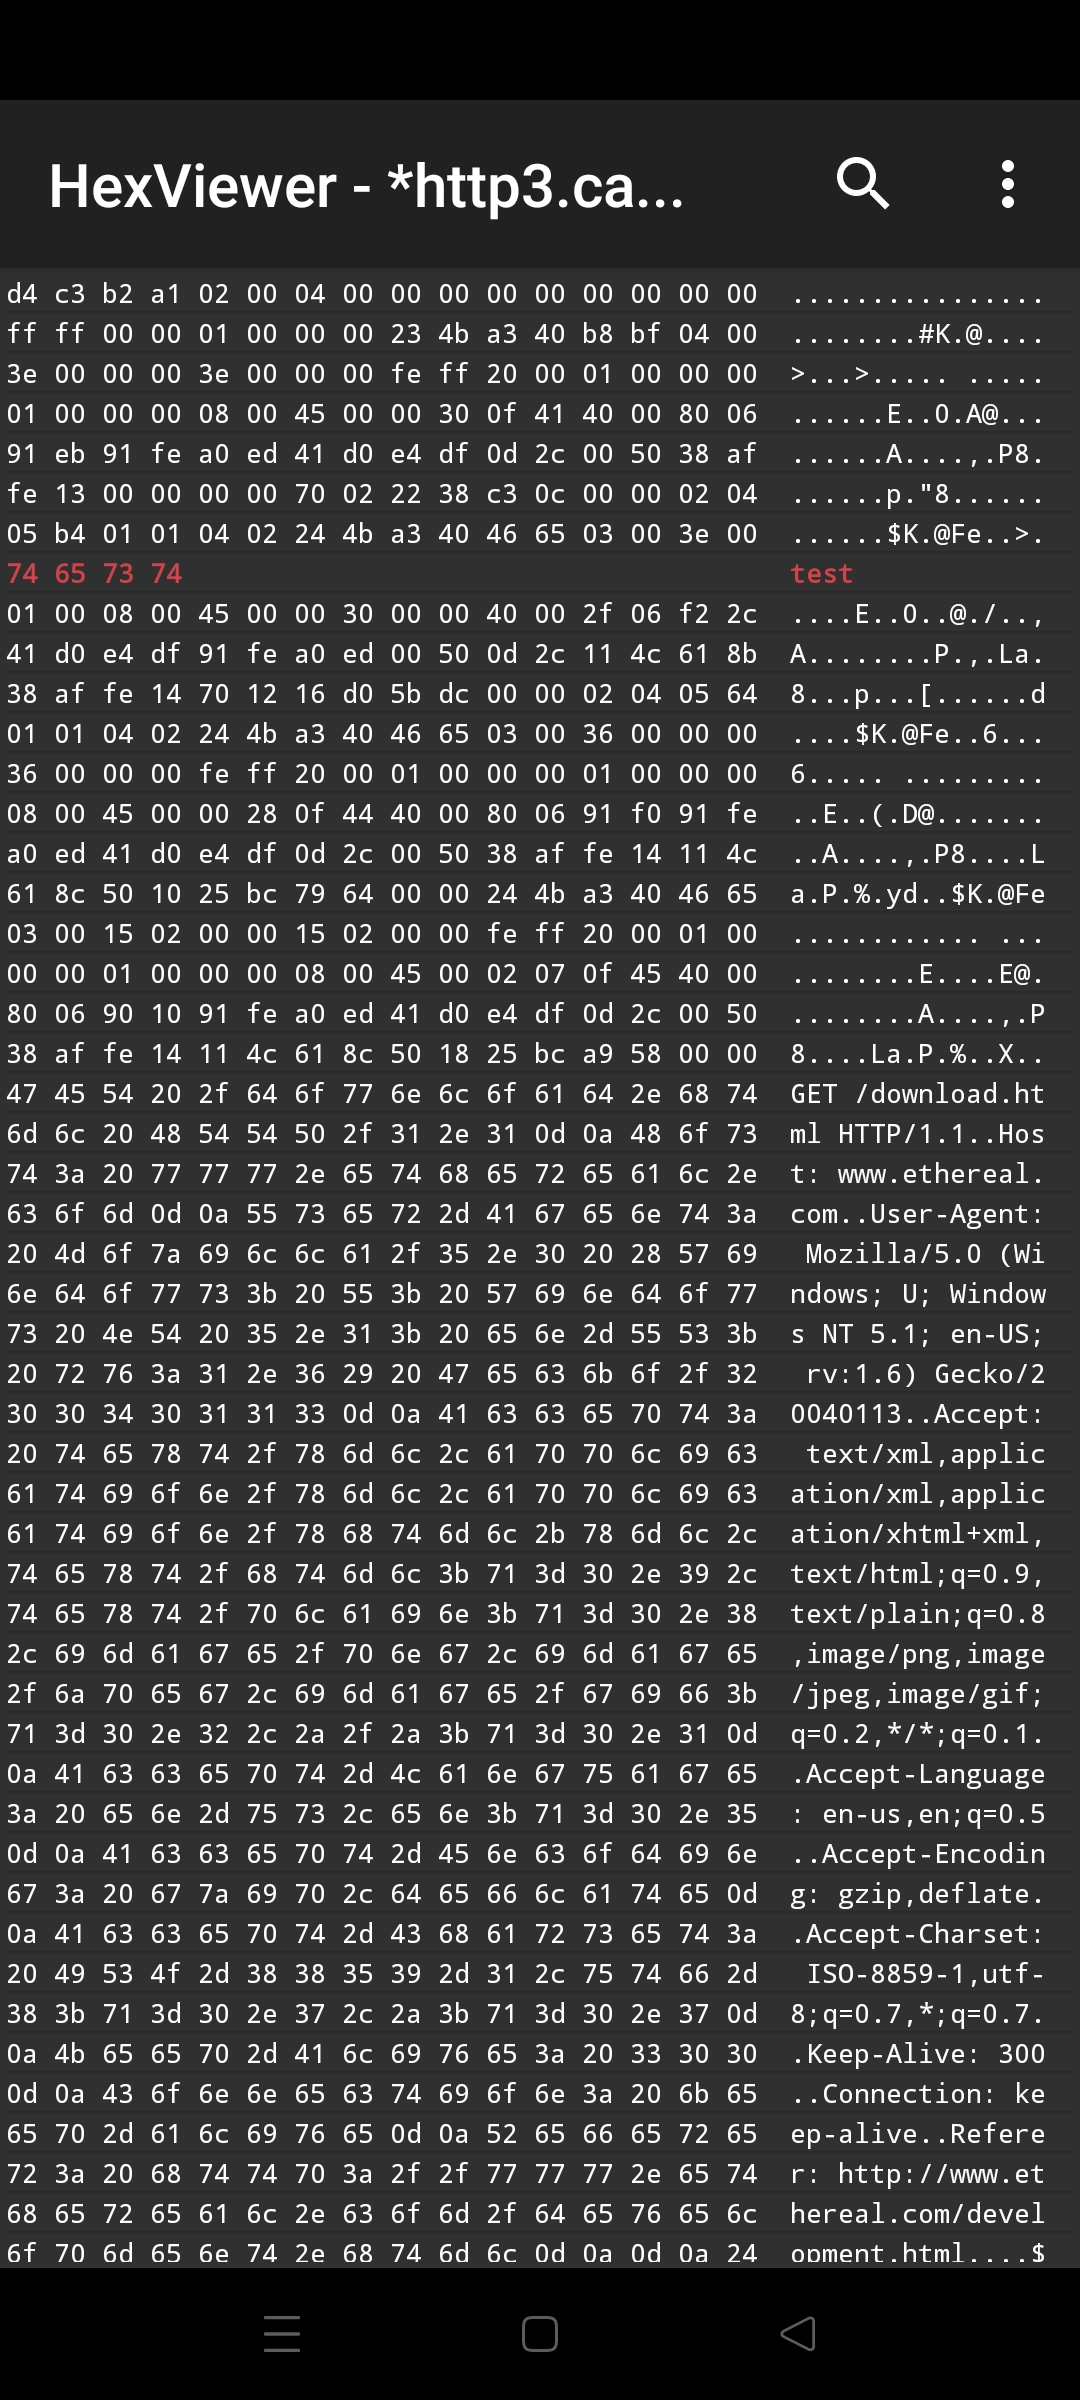 HexViewer - *http3.ca...
d4 c3 b2 a1 02 00 04 00 00 00 00 00 00 00 00 00 ................
ff ff 00 00 01 00 00 00 23 4b a3 40 b8 bf 04 00 ........#K.@....
3e 00 00 00 3e 00 00 00 fe ff 20 00 01 00 00 00 >...>..... .....
01 00 00 00 08 00 45 00 00 30 0f 41 40 00 80 06 ......E..0.A@...
91 eb 91 fe a0 ed 41 d0 e4 df 0d 2c 00 50 38 af ......A....,.P8.
fe 13 00 00 00 00 70 02 22 38 c3 0c 00 00 02 04 ......p."8......
05 b4 01 01 04 02 24 4b a3 40 46 65 03 00 3e 00 ......$K.@Fe..>.
74 65 73 74 test
01 00 08 00 45 00 00 30 00 00 40 00 2f 06 f2 2c ....E..0..@./..,
41 d0 e4 df 91 fe a0 ed 00 50 0d 2c 11 4c 61 8b A........P.,.La.
38 af fe 14 70 12 16 d0 5b dc 00 00 02 04 05 64 8...p...[......d
01 01 04 02 24 4b a3 40 46 65 03 00 36 00 00 00 ....$K.@Fe..6...
36 00 00 00 fe ff 20 00 01 00 00 00 01 00 00 00 6..... .........
08 00 45 00 00 28 0f 44 40 00 80 06 91 f0 91 fe ..E..(.D@.......
a0 ed 41 d0 e4 df 0d 2c 00 50 38 af fe 14 11 4c ..A....,.P8....L
61 8c 50 10 25 bc 79 64 00 00 24 4b a3 40 46 65 a.P.%.yd..$K.@Fe
03 00 15 02 00 00 15 02 00 00 fe ff 20 00 01 00 ............ ...
00 00 01 00 00 00 08 00 45 00 02 07 0f 45 40 00 ........E....E@.
80 06 90 10 91 fe a0 ed 41 d0 e4 df 0d 2c 00 50 ........A....,.P
38 af fe 14 11 4c 61 8c 50 18 25 bc a9 58 00 00 8....La.P.%..X..
47 45 54 20 2f 64 6f 77 6e 6c 6f 61 64 2e 68 74 GET /download.ht
6d 6c 20 48 54 54 50 2f 31 2e 31 0d 0a 48 6f 73 ml HTTP/1.1..Hos
74 3a 20 77 77 77 2e 65 74 68 65 72 65 61 6c 2e t: www.ethereal.
63 6f 6d 0d 0a 55 73 65 72 2d 41 67 65 6e 74 3a com..User-Agent:
20 4d 6f 7a 69 6c 6c 61 2f 35 2e 30 20 28 57 69  Mozilla/5.0 (Wi
6e 64 6f 77 73 3b 20 55 3b 20 57 69 6e 64 6f 77 ndows; U; Window
73 20 4e 54 20 35 2e 31 3b 20 65 6e 2d 55 53 3b s NT 5.1; en-US;
20 72 76 3a 31 2e 36 29 20 47 65 63 6b 6f 2f 32  rv:1.6) Gecko/2
30 30 34 30 31 31 33 0d 0a 41 63 63 65 70 74 3a 0040113..Accept:
20 74 65 78 74 2f 78 6d 6c 2c 61 70 70 6c 69 63  text/xml,applic
61 74 69 6f 6e 2f 78 6d 6c 2c 61 70 70 6c 69 63 ation/xml,applic
61 74 69 6f 6e 2f 78 68 74 6d 6c 2b 78 6d 6c 2c ation/xhtml+xml,
74 65 78 74 2f 68 74 6d 6c 3b 71 3d 30 2e 39 2c text/html;q=0.9,
74 65 78 74 2f 70 6c 61 69 6e 3b 71 3d 30 2e 38 text/plain;q=0.8
2c 69 6d 61 67 65 2f 70 6e 67 2c 69 6d 61 67 65 ,image/png,image
2f 6a 70 65 67 2c 69 6d 61 67 65 2f 67 69 66 3b /jpeg,image/gif;
71 3d 30 2e 32 2c 2a 2f 2a 3b 71 3d 30 2e 31 0d q=0.2,*/*;q=0.1.
0a 41 63 63 65 70 74 2d 4c 61 6e 67 75 61 67 65 .Accept-Language
3a 20 65 6e 2d 75 73 2c 65 6e 3b 71 3d 30 2e 35 : en-us,en;q=0.5
0d 0a 41 63 63 65 70 74 2d 45 6e 63 6f 64 69 6e ..Accept-Encodin
67 3a 20 67 7a 69 70 2c 64 65 66 6c 61 74 65 0d g: gzip,deflate.
0a 41 63 63 65 70 74 2d 43 68 61 72 73 65 74 3a .Accept-Charset:
20 49 53 4f 2d 38 38 35 39 2d 31 2c 75 74 66 2d  ISO-8859-1,utf-
38 3b 71 3d 30 2e 37 2c 2a 3b 71 3d 30 2e 37 0d 8;q=0.7,*;q=0.7.
0a 4b 65 65 70 2d 41 6c 69 76 65 3a 20 33 30 30 .Keep-Alive: 300
0d 0a 43 6f 6e 6e 65 63 74 69 6f 6e 3a 20 6b 65 ..Connection: ke
65 70 2d 61 6c 69 76 65 0d 0a 52 65 66 65 72 65 ep-alive..Refere
72 3a 20 68 74 74 70 3a 2f 2f 77 77 77 2e 65 74 r: http://www.et
68 65 72 65 61 6c 2e 63 6f 6d 2f 64 65 76 65 6c hereal.com/devel
6f 70 6d 65 6e 74 2e 68 74 6d 6c 0d 0a 0d 0a 24 opment.html....$